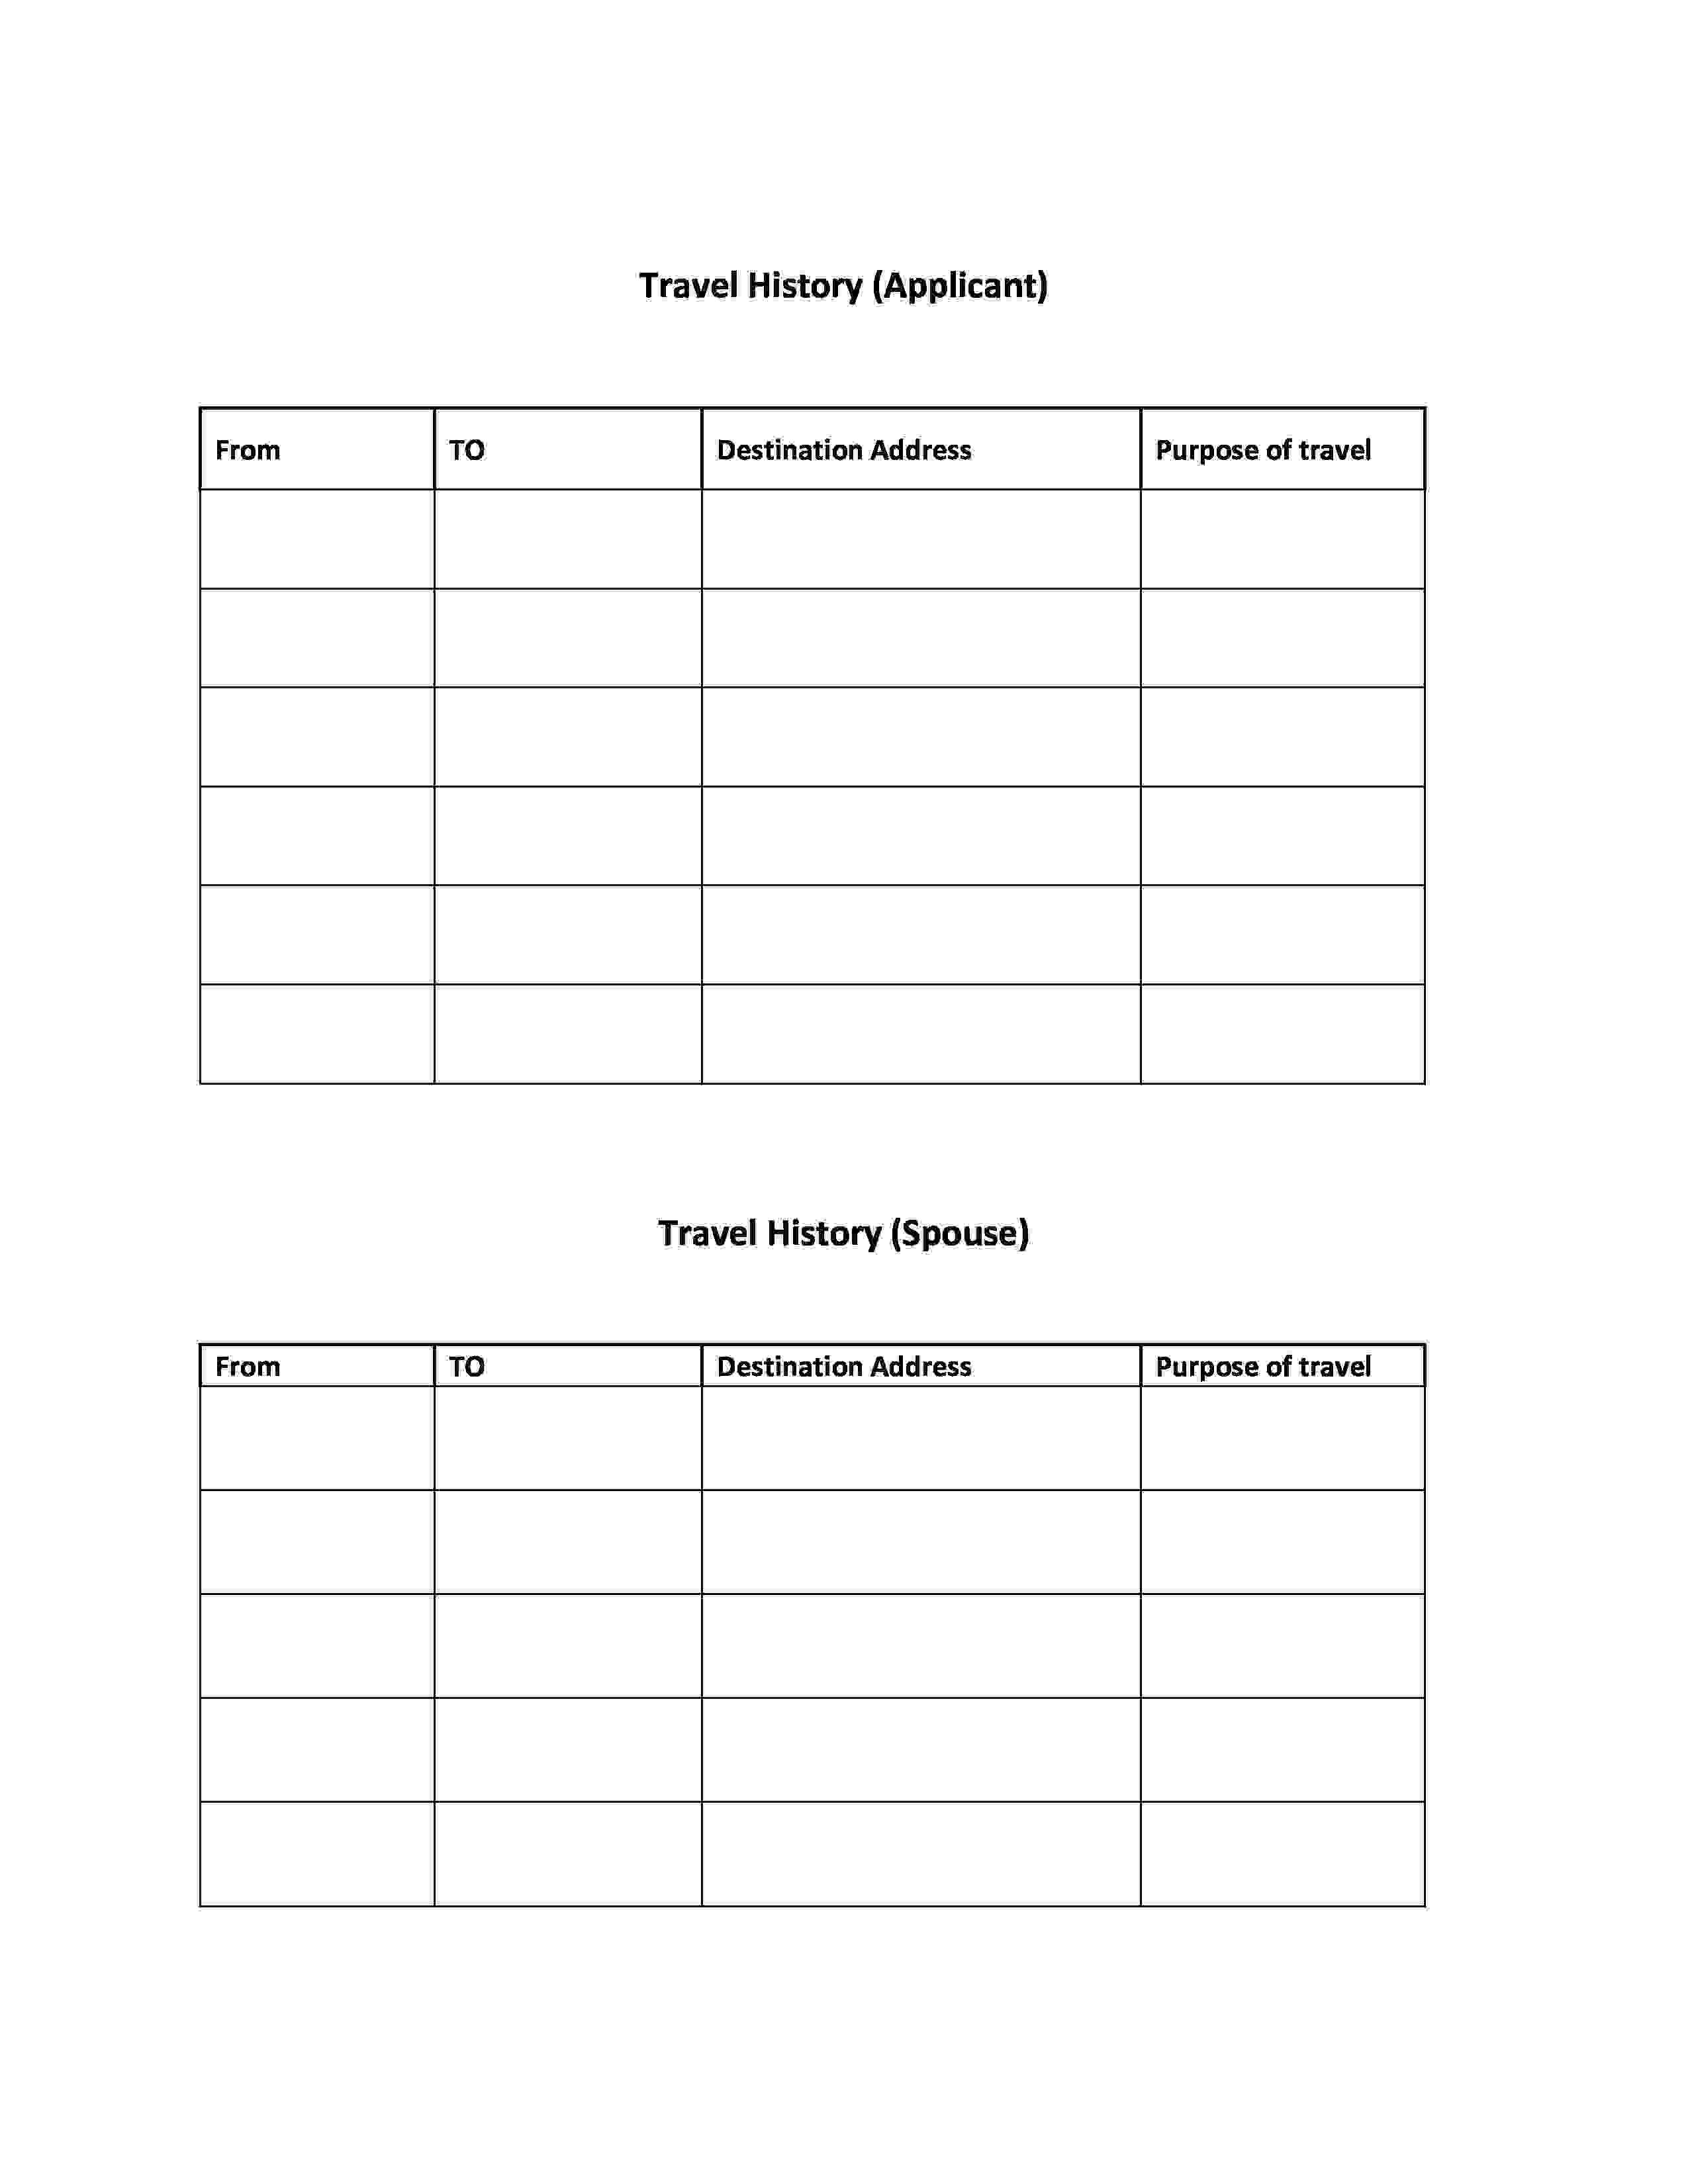 Travel History (Applicant)
From TO Destination Address Purpose of travel
Travel History (Spouse)
From TO Destination Address Purpose of travel